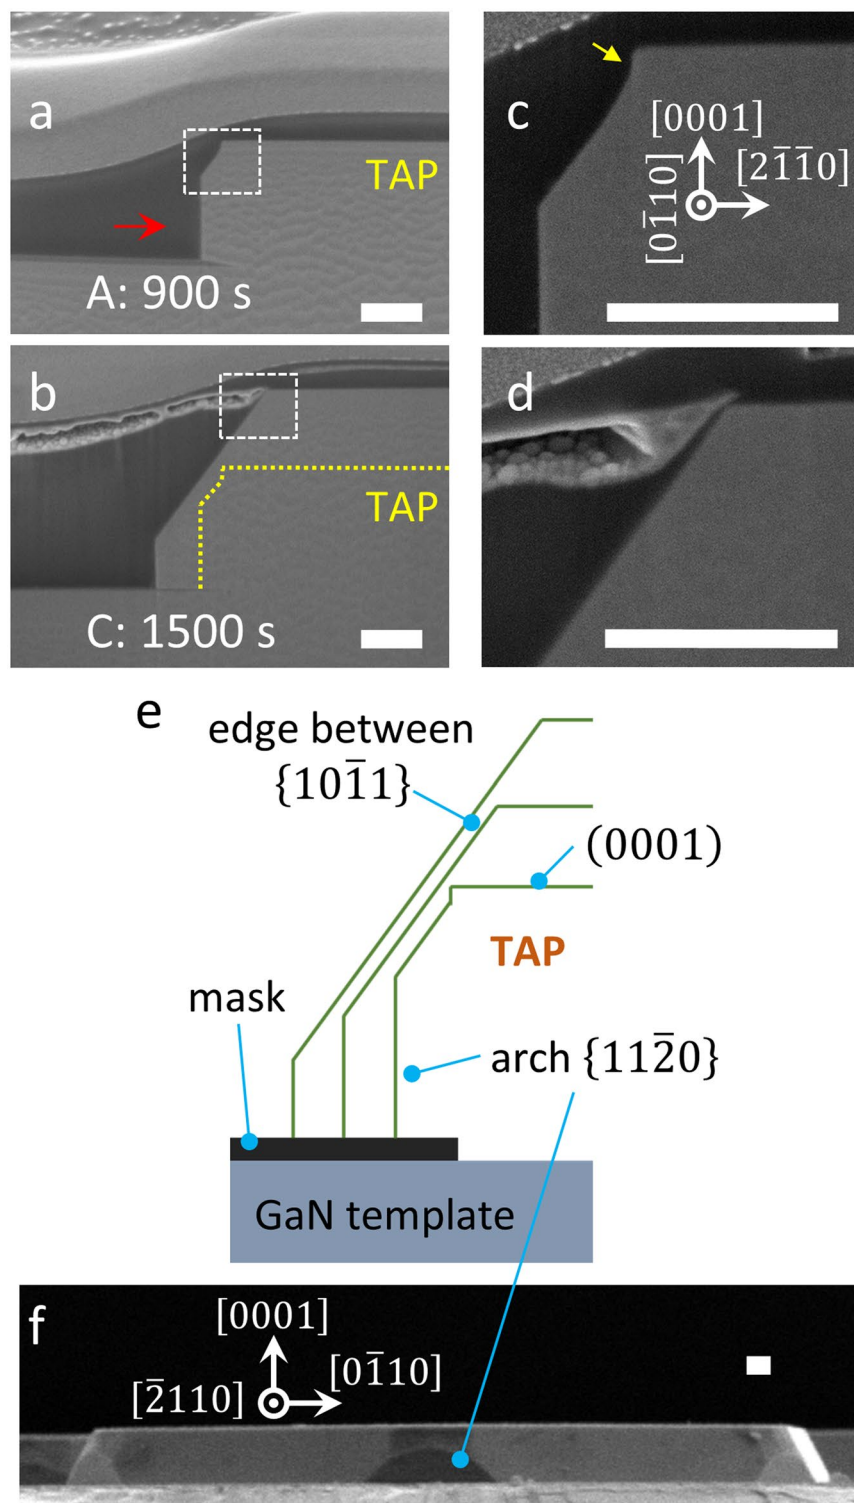 a
TAP
A: 900 s
b
TAP
C: 1500 s
c
[0001]
[21̄1̄0]
[01̄10]
d
e
edge between
{101̄1}
(0001)
TAP
mask
arch {112̄0}
GaN template
f
[0001]
[2̄110]
[01̄10]